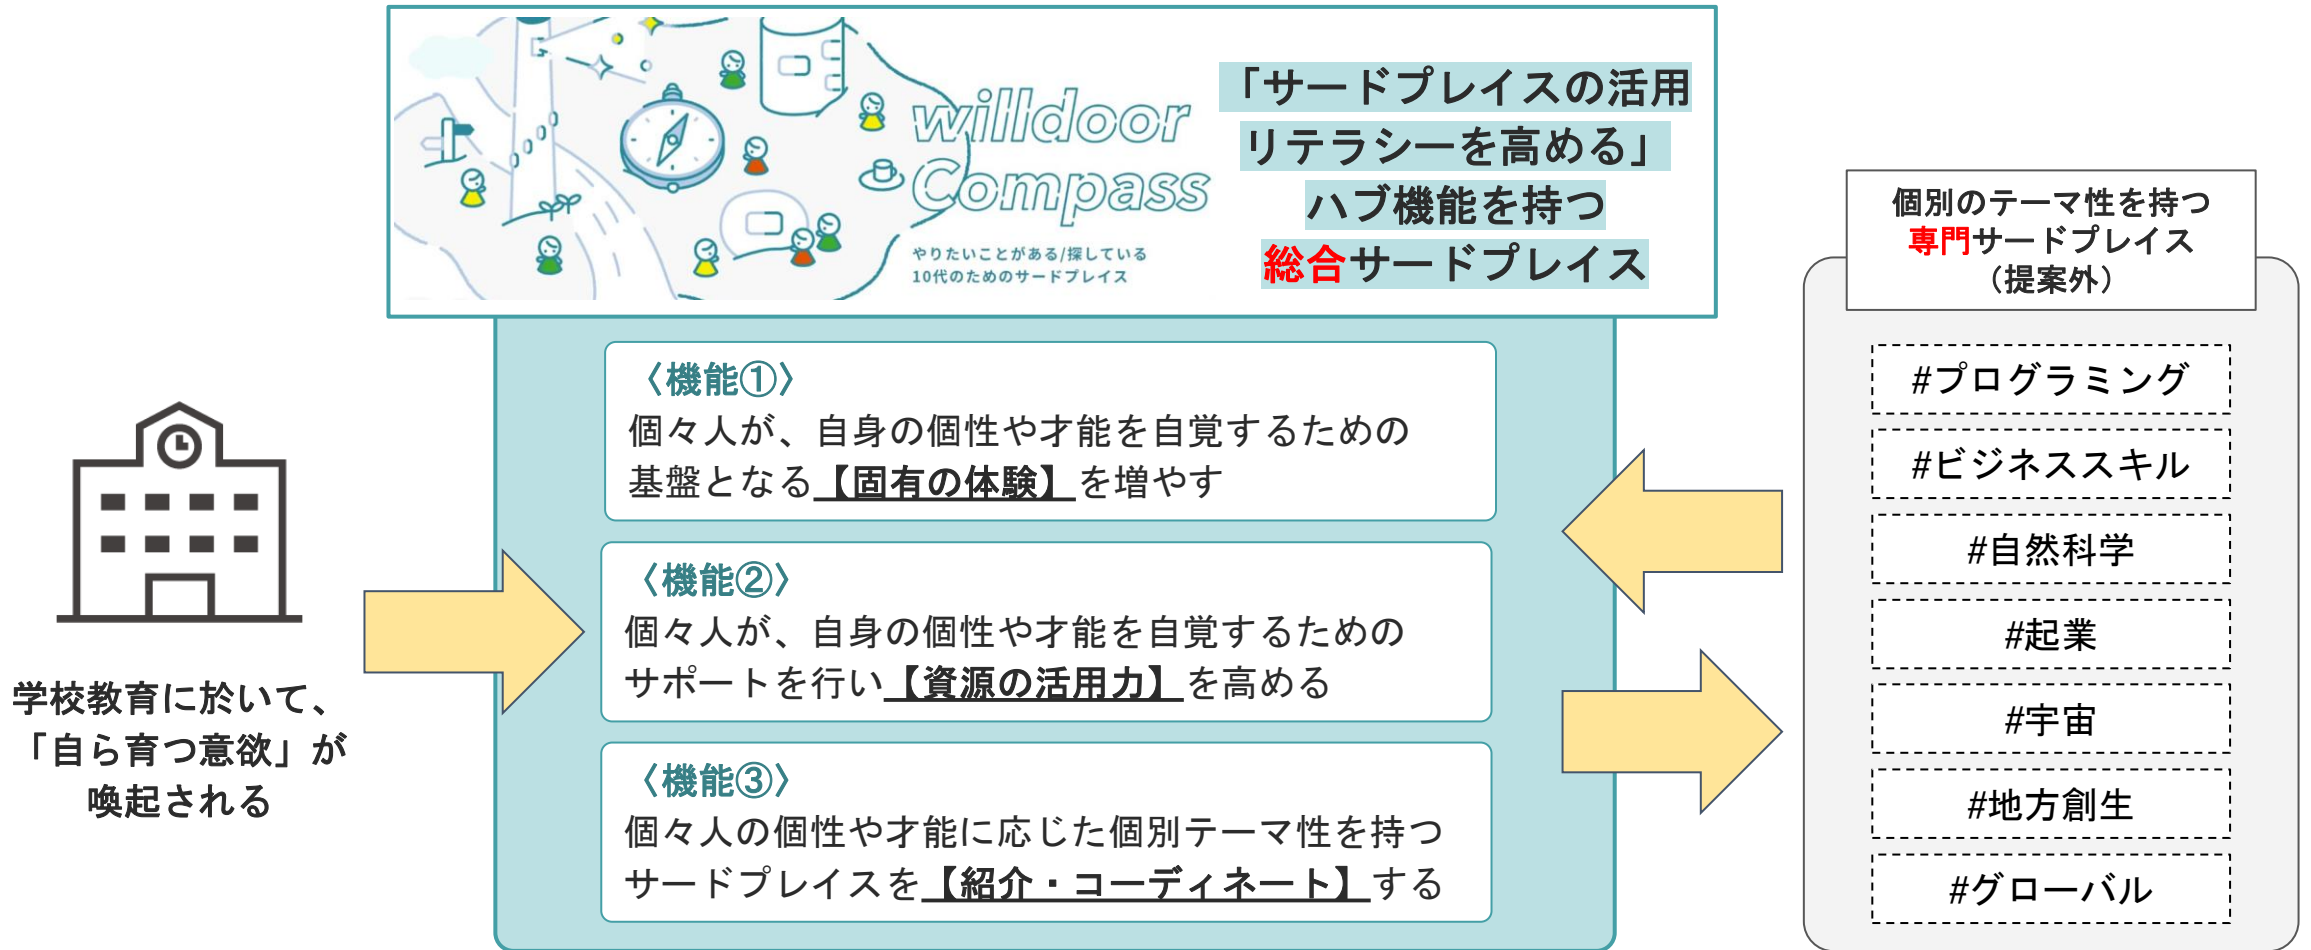 willdoor
Compass
やりたいことがある/探している
10代のためのサードプレイス
「サードプレイスの活用
リテラシーを高める」
ハブ機能を持つ
総合サードプレイス
学校教育に於いて、
「自ら育つ意欲」が
喚起される
〈機能①〉
個々人が、自身の個性や才能を自覚するための
基盤となる【固有の体験】を増やす
〈機能②〉
個々人が、自身の個性や才能を自覚するための
サポートを行い【資源の活用力】を高める
〈機能③〉
個々人の個性や才能に応じた個別テーマ性を持つ
サードプレイスを【紹介・コーディネート】する
個別のテーマ性を持つ
専門サードプレイス
（提案外）
#プログラミング
#ビジネススキル
#自然科学
#起業
#宇宙
#地方創生
#グローバル